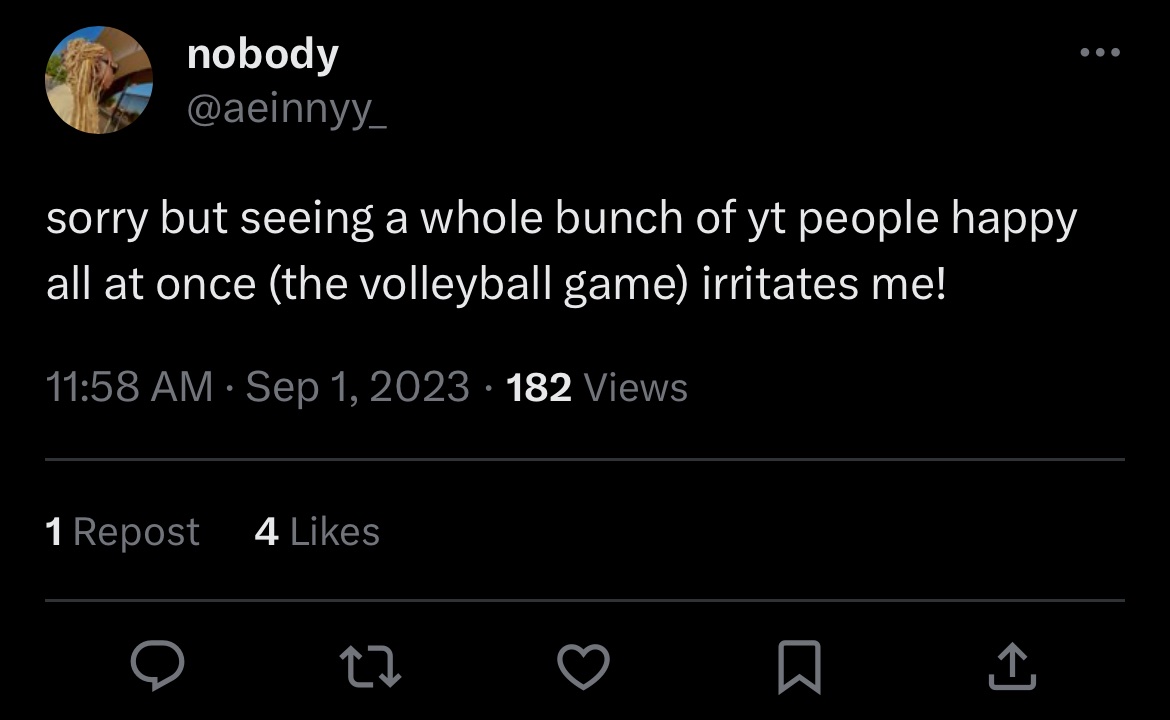 nobody
@aeinnyy_
sorry but seeing a whole bunch of yt people happy
all at once (the volleyball game) irritates me!
11:58 AM · Sep 1, 2023 · 182 Views
1 Repost 4 Likes